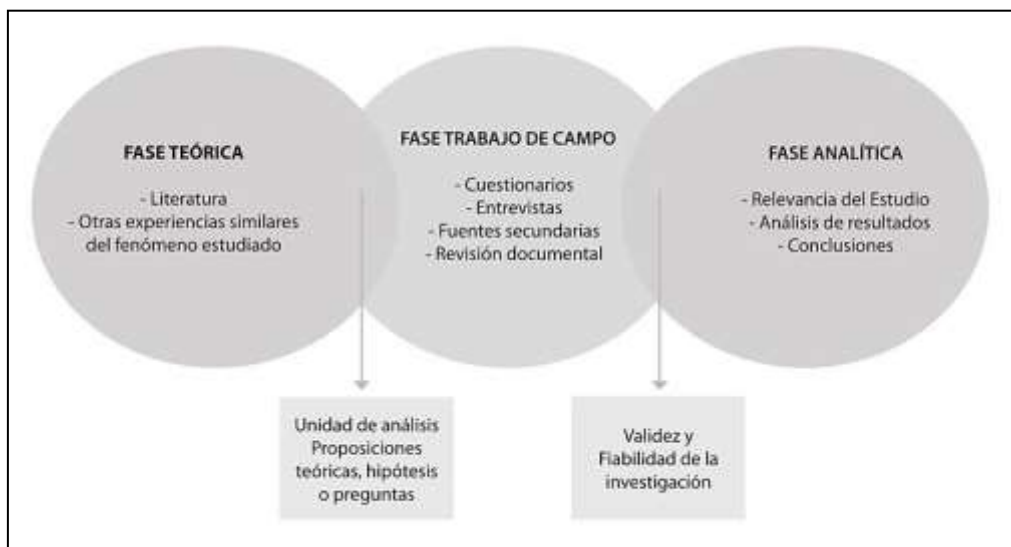 FASE TEÓRICA
- Literatura
- Otras experiencias similares
del fenómeno estudiado
FASE TRABAJO DE CAMPO
- Cuestionarios
- Entrevistas
- Fuentes secundarias
- Revisión documental
FASE ANALÍTICA
- Relevancia del Estudio
- Análisis de resultados
- Conclusiones
Unidad de análisis
Proposiciones
teóricas, hipótesis
o preguntas
Validez y
Fiabilidad de la
investigación